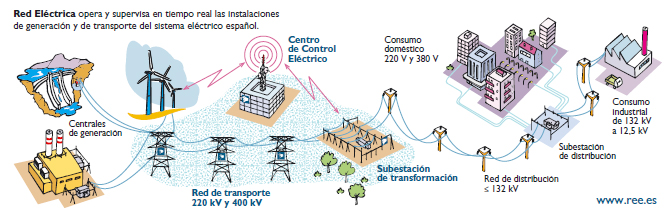 Red Eléctrica opera y supervisa en tiempo real las instalaciones
de generación y de transporte del sistema eléctrico español.
Centro
de Control
Eléctrico
Consumo
doméstico
220 V y 380 V
Centrales
de generación
Consumo
industrial
de 132 kV
a 12,5 kV
Subestación
de distribución
Subestación
de transformación
Red de distribución
≤ 132 kV
Red de transporte
220 kV y 400 kV
www.ree.es